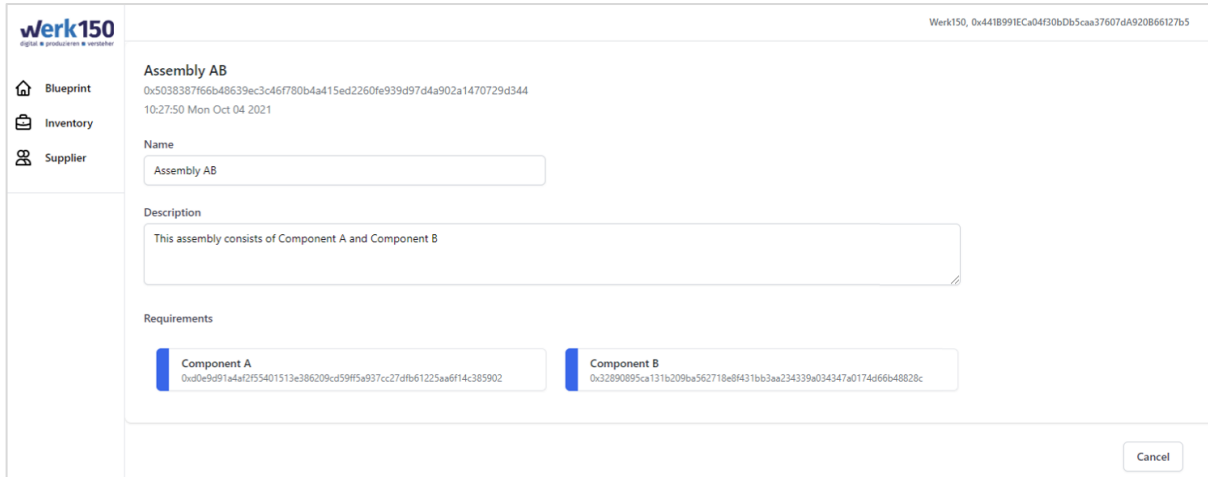 Werk150
digital produzieren versteher
Werk150, 0x441B991ECa04f30bDb5caa37607dA920B66127b5
Blueprint
Inventory
Supplier
Assembly AB
0x5038387f66b48639ec3c46f780b4a415ed2260fe939d97d4a902a1470729d344
10:27:50 Mon Oct 04 2021
Name
Assembly AB
Description
This assembly consists of Component A and Component B
Requirements
Component A
0xd0e9d91a4af2f55401513e386209cd59ff5a937cc27dfb61225aa6f14c385902
Component B
0x32890895ca131b209ba562718e8f431bb3aa234339a034347a0174d66b48828c
Cancel